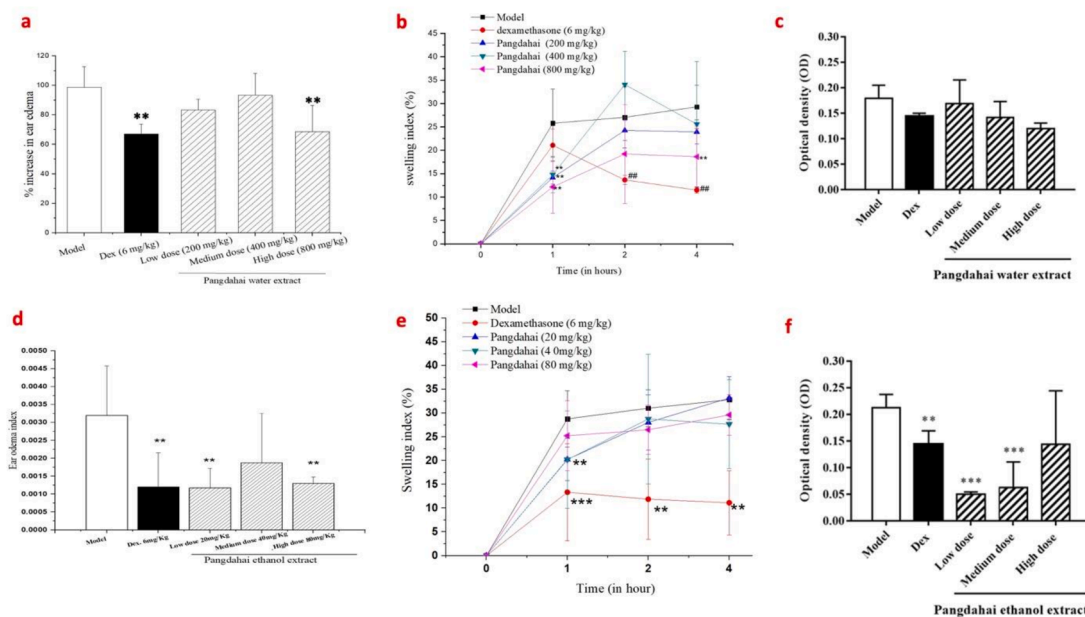 a
% increase in ear edema
120
100
80
60
40
20
0
**
**
Model
Dex (6 mg/kg)
Low dose (200 mg/kg)
Medium dose (400 mg/kg)
High dose (800 mg/kg)
Pangdahai water extract
b
Model
dexamethasone (6 mg/kg)
Pangdahai (200 mg/kg)
Pangdahai (400 mg/kg)
Pangdahai (800 mg/kg)
swelling index (%)
45
40
35
30
25
20
15
10
5
0
**
**
**
##
**
##
0
1
2
4
Time (in hours)
c
Optical density (OD)
0.20
0.15
0.10
0.05
0.00
Model
Dex
Low dose
Medium dose
High dose
Pangdahai water extract
d
Ear odema index
0.0050
0.0045
0.0040
0.0035
0.0030
0.0025
0.0020
0.0015
0.0010
0.0005
0.0000
**
**
**
Model
Dex. 6mg/Kg
Low dose 20mg/Kg
Medium dose 40mg/Kg
High dose 80mg/Kg
Pangdahai ethanol extract
e
Model
Dexamethasone (6 mg/kg)
Pangdahai (20 mg/kg)
Pangdahai (4 0mg/kg)
Pangdahai (80 mg/kg)
Swelling index (%)
50
45
40
35
30
25
20
15
10
5
0
**
***
**
**
0
1
2
4
Time (in hour)
f
Optical density (OD)
0.30
0.25
0.20
0.15
0.10
0.05
0.00
**
***
***
Model
Dex
Low dose
Medium dose
High dose
Pangdahai ethanol extract